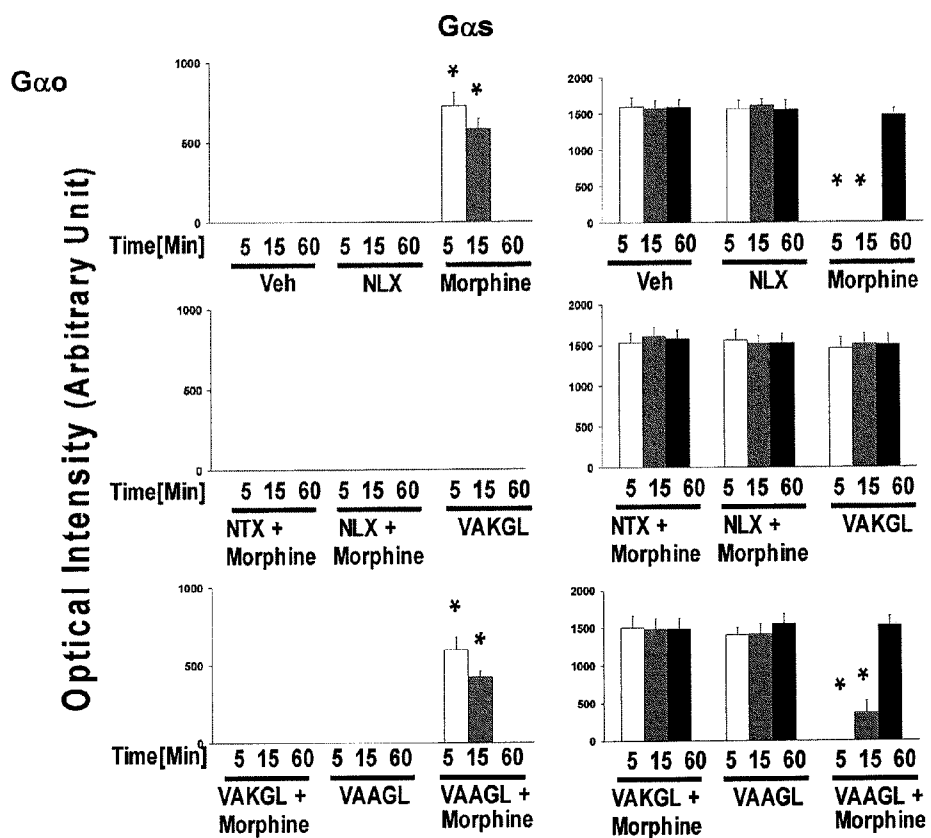 Gαs
Gαo
Optical Intensity (Arbitrary Unit)
1000
500
0
* *
Time[Min] 5 15 60 5 15 60 5 15 60
Veh NLX Morphine
2000
1500
1000
500
0
* *
5 15 60 5 15 60 5 15 60
Veh NLX Morphine
1000
500
0
Time[Min] 5 15 60 5 15 60 5 15 60
NTX + NLX + VAKGL
Morphine Morphine
2000
1500
1000
500
0
5 15 60 5 15 60 5 15 60
NTX + NLX + VAKGL
Morphine Morphine
1000
500
0
* *
Time[Min] 5 15 60 5 15 60 5 15 60
VAKGL + VAAGL VAAGL +
Morphine Morphine
2000
1500
1000
500
0
* *
5 15 60 5 15 60 5 15 60
VAKGL + VAAGL VAAGL +
Morphine Morphine